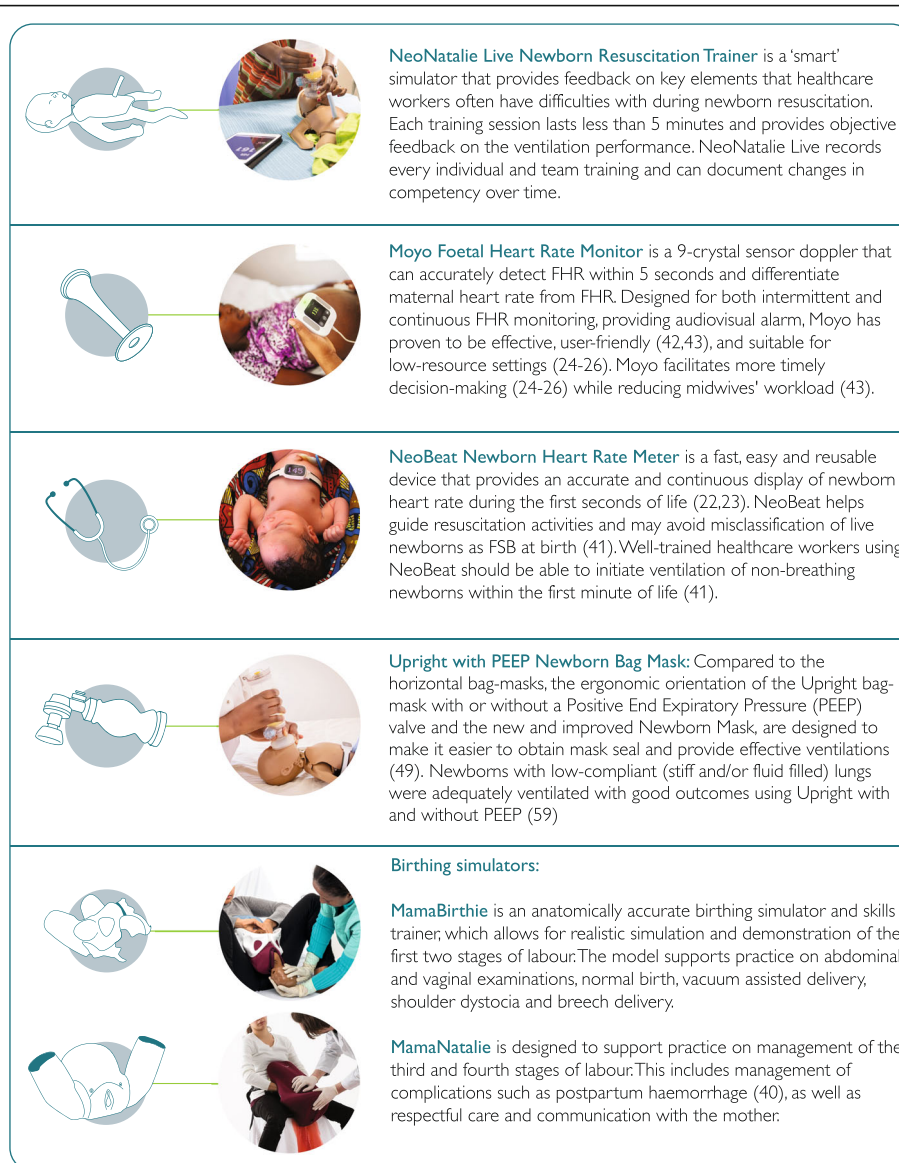 NeoNatalie Live Newborn Resuscitation Trainer is a ‘smart’
simulator that provides feedback on key elements that healthcare
workers often have difficulties with during newborn resuscitation.
Each training session lasts less than 5 minutes and provides objective
feedback on the ventilation performance. NeoNatalie Live records
every individual and team training and can document changes in
competency over time.
Moyo Foetal Heart Rate Monitor is a 9-crystal sensor doppler that
can accurately detect FHR within 5 seconds and differentiate
maternal heart rate from FHR. Designed for both intermittent and
continuous FHR monitoring, providing audiovisual alarm, Moyo has
proven to be effective, user-friendly (42,43), and suitable for
low-resource settings (24-26). Moyo facilitates more timely
decision-making (24-26) while reducing midwives' workload (43).
NeoBeat Newborn Heart Rate Meter is a fast, easy and reusable
device that provides an accurate and continuous display of newborn
heart rate during the first seconds of life (22,23). NeoBeat helps
guide resuscitation activities and may avoid misclassification of live
newborns as FSB at birth (41). Well-trained healthcare workers using
NeoBeat should be able to initiate ventilation of non-breathing
newborns within the first minute of life (41).
Upright with PEEP Newborn Bag Mask: Compared to the
horizontal bag-masks, the ergonomic orientation of the Upright bag-
mask with or without a Positive End Expiratory Pressure (PEEP)
valve and the new and improved Newborn Mask, are designed to
make it easier to obtain mask seal and provide effective ventilations
(49). Newborns with low-compliant (stiff and/or fluid filled) lungs
were adequately ventilated with good outcomes using Upright with
and without PEEP (59)
Birthing simulators:
MamaBirthie is an anatomically accurate birthing simulator and skills
trainer, which allows for realistic simulation and demonstration of the
first two stages of labour. The model supports practice on abdominal
and vaginal examinations, normal birth, vacuum assisted delivery,
shoulder dystocia and breech delivery.
MamaNatalie is designed to support practice on management of the
third and fourth stages of labour. This includes management of
complications such as postpartum haemorrhage (40), as well as
respectful care and communication with the mother.